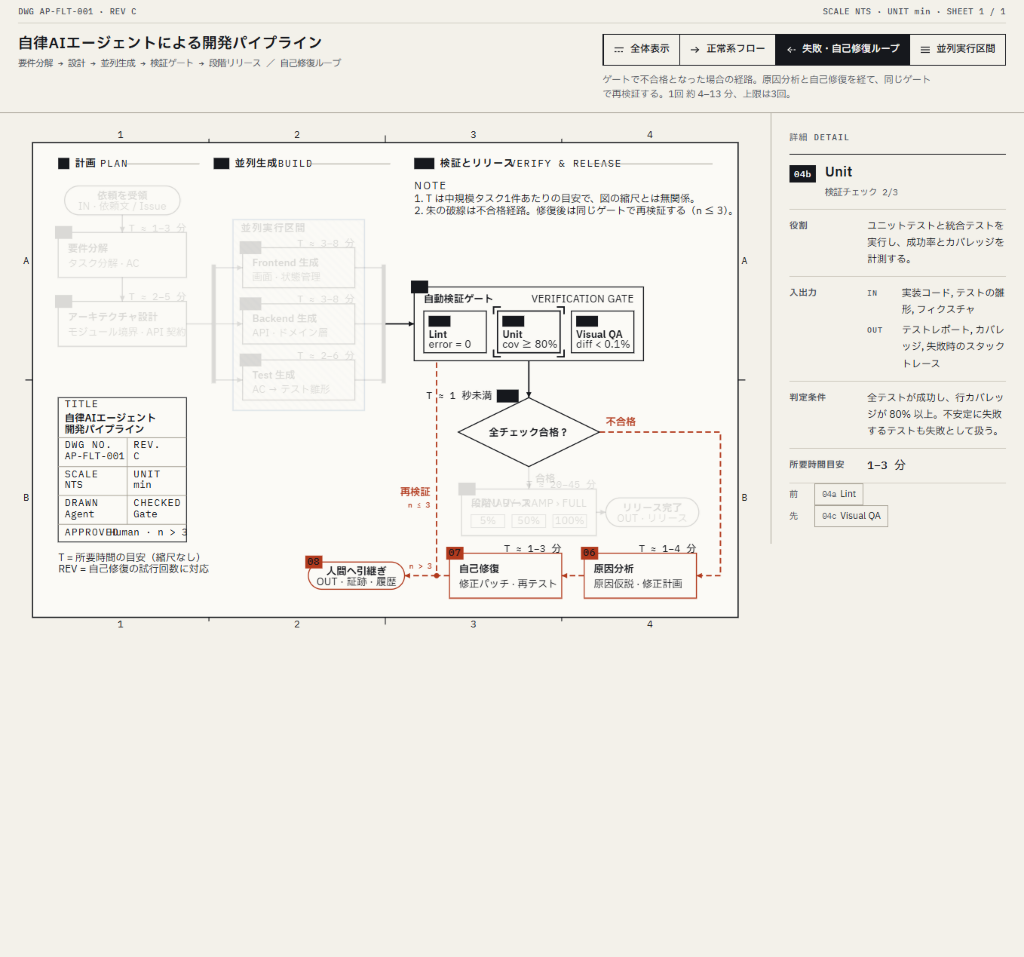 DWG AP-FLT-001 · REV C
SCALE NTS · UNIT min · SHEET 1 / 1
自律AIエージェントによる開発パイプライン
要件分解 → 設計 → 並列生成 → 検証ゲート → 段階リリース ／ 自己修復ループ
全体表示
→ 正常系フロー
← 失敗・自己修復ループ
並列実行区間
ゲートで不合格となった場合の経路。原因分析と自己修復を経て、同じゲート
で再検証する。1回 約 4–13 分、上限は3回。
1 2 3 4
計画 PLAN
並列生成BUILD
検証とリリースVERIFY & RELEASE
NOTE
1. T は中規模タスク1件あたりの目安で、図の縮尺とは無関係。
2. 朱の破線は不合格経路。修復後は同じゲートで再検証する（n ≤ 3）。
依頼を受領
IN · 依頼文 / Issue
T ≈ 1–3 分
要件分解
タスク分解 · AC
T ≈ 2–5 分
アーキテクチャ設計
モジュール境界 · API 契約
並列実行区間
T ≈ 3–8 分
Frontend 生成
画面 · 状態管理
T ≈ 3–8 分
Backend 生成
API · ドメイン層
T ≈ 2–6 分
Test 生成
AC → テスト雛形
A
A
自動検証ゲート VERIFICATION GATE
Lint
error = 0
Unit
cov ≥ 80%
Visual QA
diff < 0.1%
T ≈ 1 秒未満
全チェック合格？
不合格
合格
再検証
n ≤ 3
T ≈ 20–45 分
段階リリース
RAMP › FULL
5% 50% 100%
リリース完了
OUT · リリース
B
B
TITLE
自律AIエージェント
開発パイプライン
DWG NO.
AP-FLT-001
REV.
C
SCALE
NTS
UNIT
min
DRAWN
Agent
CHECKED
Gate
APPROVED
Human · n > 3
T = 所要時間の目安（縮尺なし）
REV = 自己修復の試行回数に対応
08
人間へ引継ぎ
OUT · 証跡 · 履歴
n > 3
07
T ≈ 1–3 分
自己修復
修正パッチ · 再テスト
06
T ≈ 1–4 分
原因分析
原因仮説 · 修正計画
1 2 3 4
詳細 DETAIL
04b Unit
検証チェック 2/3
役割
ユニットテストと統合テストを
実行し、成功率とカバレッジを
計測する。
入出力
IN 実装コード, テストの雛
形, フィクスチャ
OUT テストレポート, カバレ
ッジ, 失敗時のスタック
トレース
判定条件
全テストが成功し、行カバレッ
ジが 80% 以上。不安定に失敗
するテストも失敗として扱う。
所要時間目安 1–3 分
前 04a Lint
先 04c Visual QA